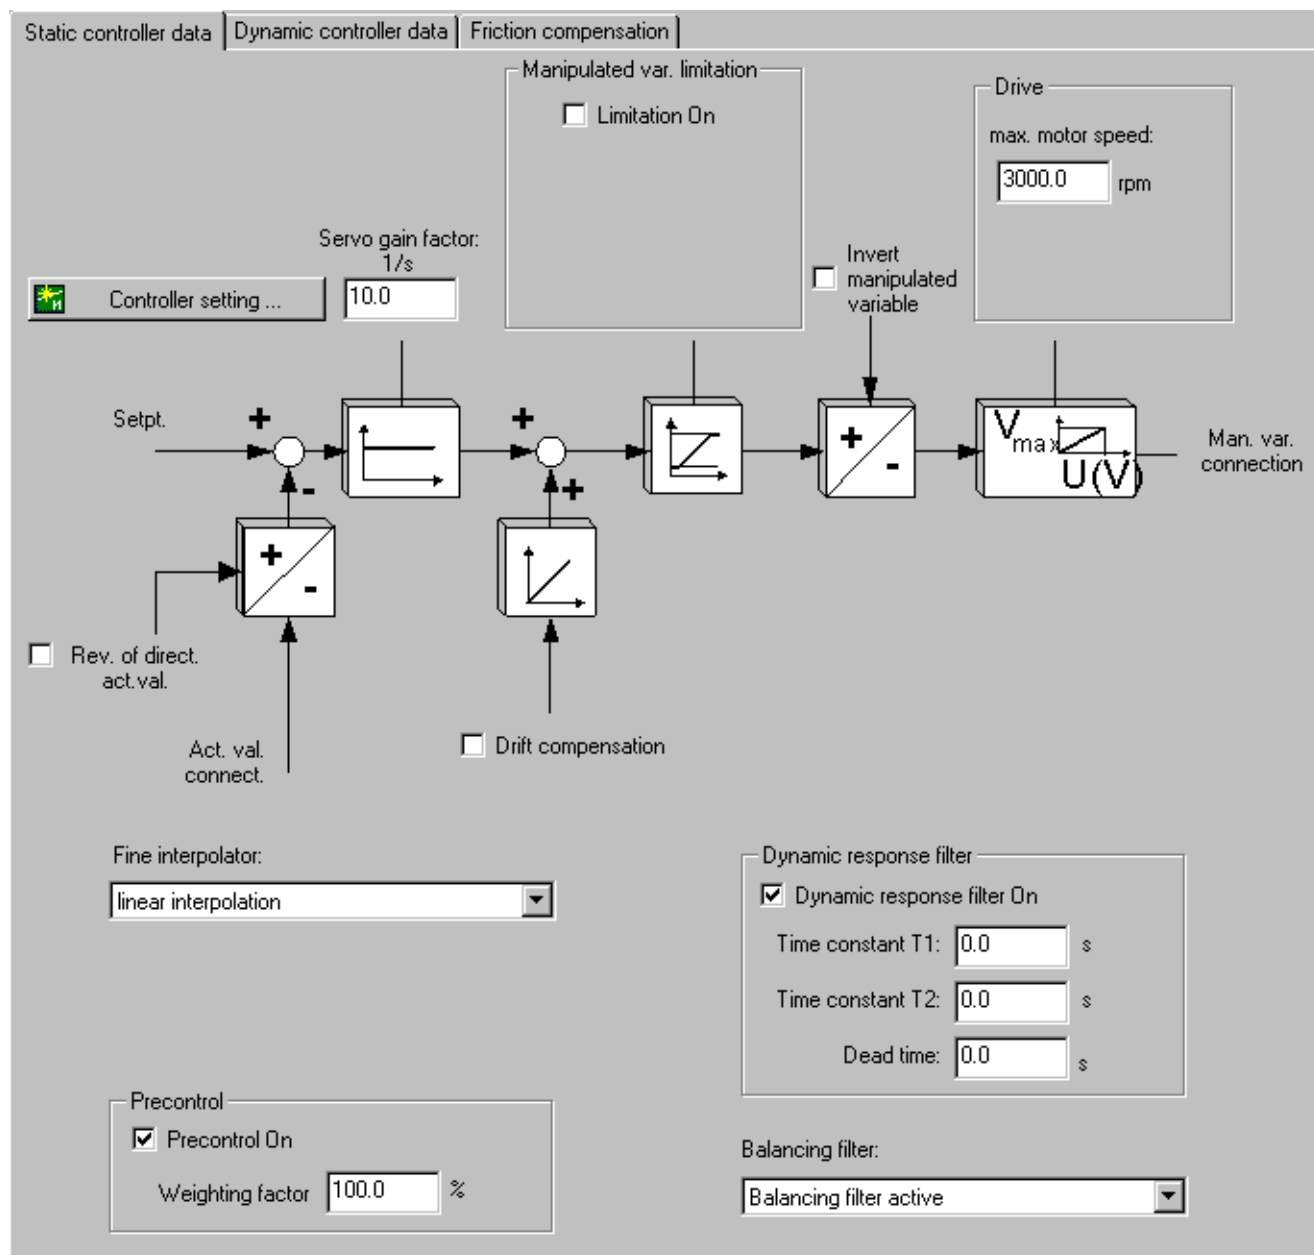 Static controller data
Dynamic controller data
Friction compensation
Manipulated var. limitation
Limitation On
Drive
max. motor speed:
3000.0 rpm
Servo gain factor:
1/s
Controller setting ...
10.0
Invert
manipulated
variable
Setpt.
+
-
+
+
+
-
V max
U(V)
Man. var.
connection
+
-
Rev. of direct.
act.val.
Act. val.
connect.
Drift compensation
Fine interpolator:
linear interpolation
Dynamic response filter
Dynamic response filter On
Time constant T1: 0.0 s
Time constant T2: 0.0 s
Dead time: 0.0 s
Precontrol
Precontrol On
Weighting factor 100.0 %
Balancing filter:
Balancing filter active